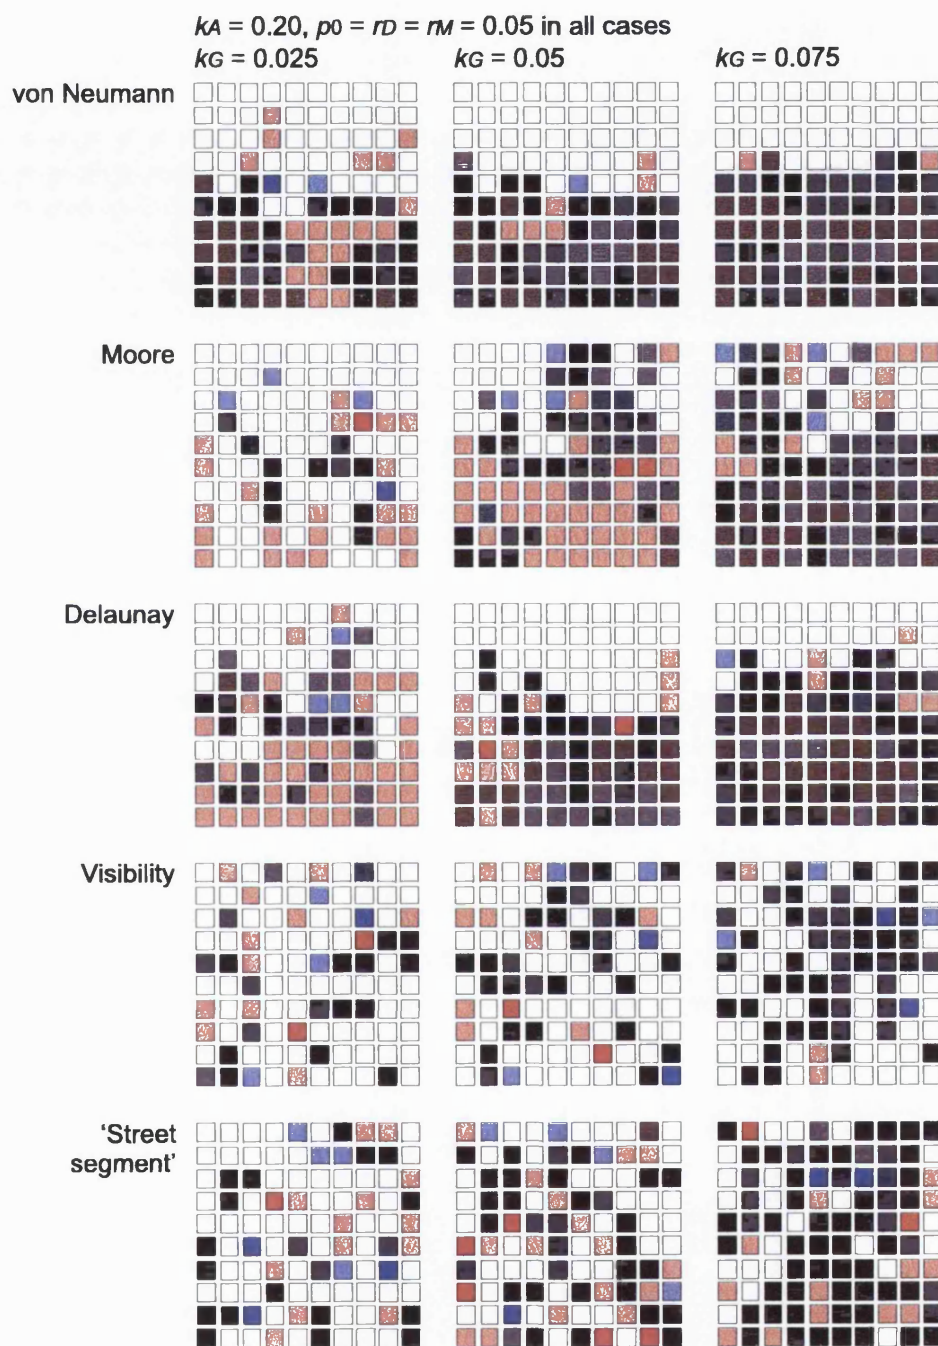 kA = 0.20, p0 = rD = rM = 0.05 in all cases
kG = 0.025 kG = 0.05 kG = 0.075
von Neumann
Moore
Delaunay
Visibility
‘Street
segment’